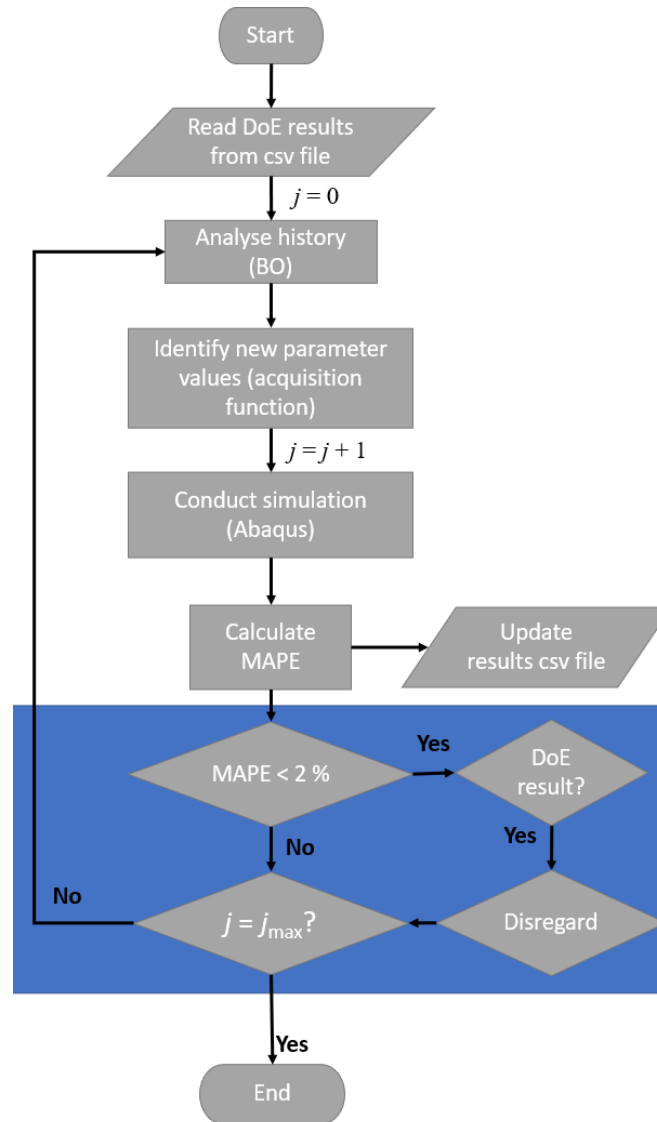 Start
Read DoE results
from csv file
j = 0
Analyse history
(BO)
Identify new parameter
values (acquisition
function)
j = j + 1
Conduct simulation
(Abaqus)
Calculate
MAPE
Update
results csv file
MAPE < 2 %
Yes
DoE
result?
No
Yes
No
j = jmax?
Disregard
Yes
End